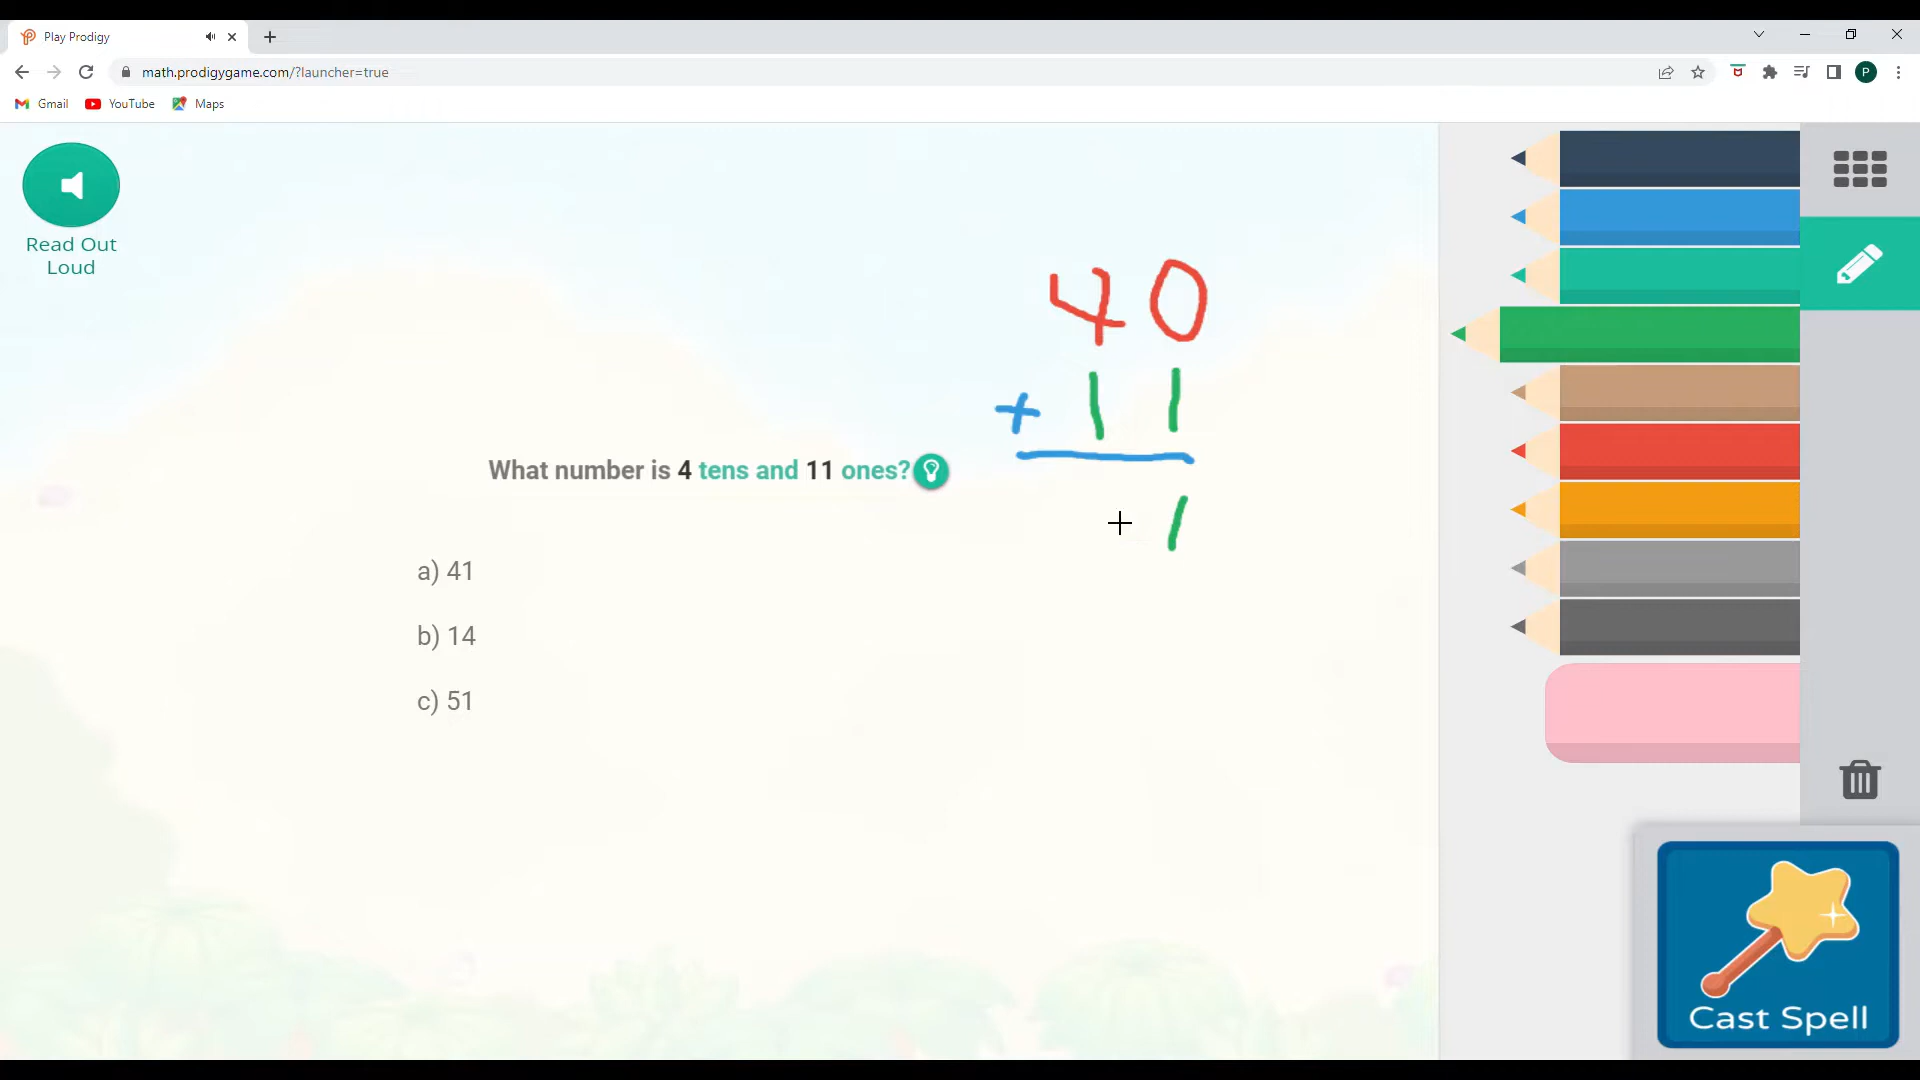 Play Prodigy
math.prodigygame.com/?launcher=true
P
Gmail YouTube Maps
Read Out
Loud
40
+ 11
1
What number is 4 tens and 11 ones?
a) 41
b) 14
c) 51
Cast Spell